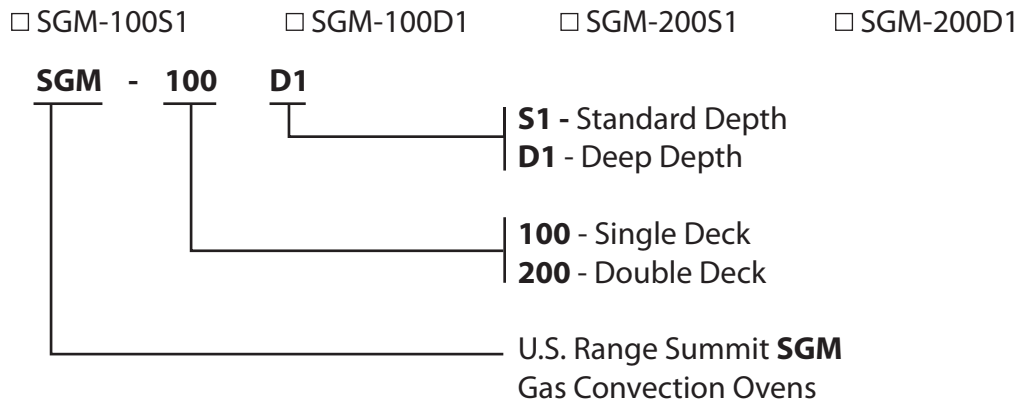 □ SGM-100S1 □ SGM-100D1 □ SGM-200S1 □ SGM-200D1
SGM - 100 D1
S1 - Standard Depth
D1 - Deep Depth
100 - Single Deck
200 - Double Deck
U.S. Range Summit SGM
Gas Convection Ovens